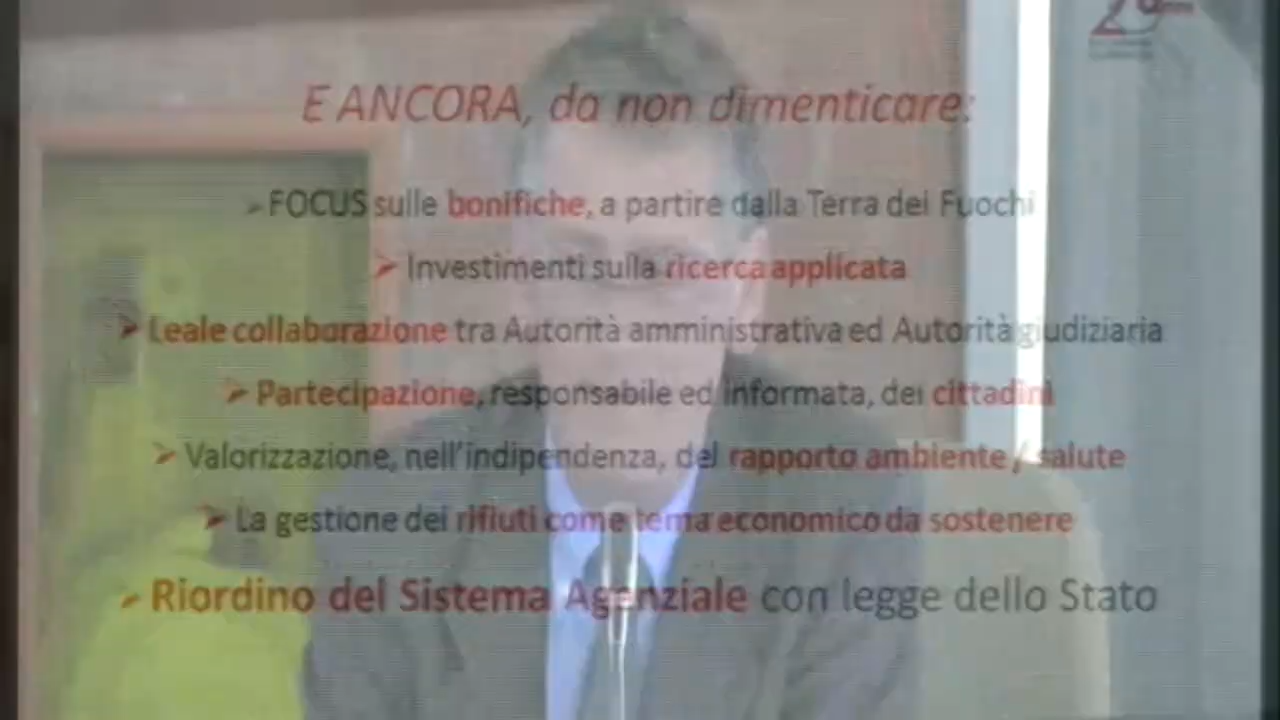 E ANCORA, da non dimenticare:
➢FOCUS sulle bonifiche, a partire dalla Terra dei Fuochi
➢ Investimenti sulla ricerca applicata
➢ Leale collaborazione tra Autorità amministrativa ed Autorità giudiziaria
➢ Partecipazione, responsabile ed informata, dei cittadini
➢ Valorizzazione, nell'indipendenza, del rapporto ambiente / salute
➢ La gestione dei rifiuti come tema economico da sostenere
➢ Riordino del Sistema Agenziale con legge dello Stato